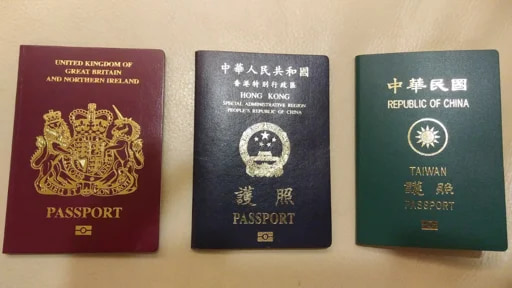 UNITED KINGDOM OF
GREAT BRITAIN
AND NORTHERN IRELAND
PASSPORT
中華人民共和國
香港特別行政區
HONG KONG
SPECIAL ADMINISTRATIVE REGION
PEOPLE'S REPUBLIC OF CHINA
護照
PASSPORT
中華民國
REPUBLIC OF CHINA
TAIWAN
護照
PASSPORT